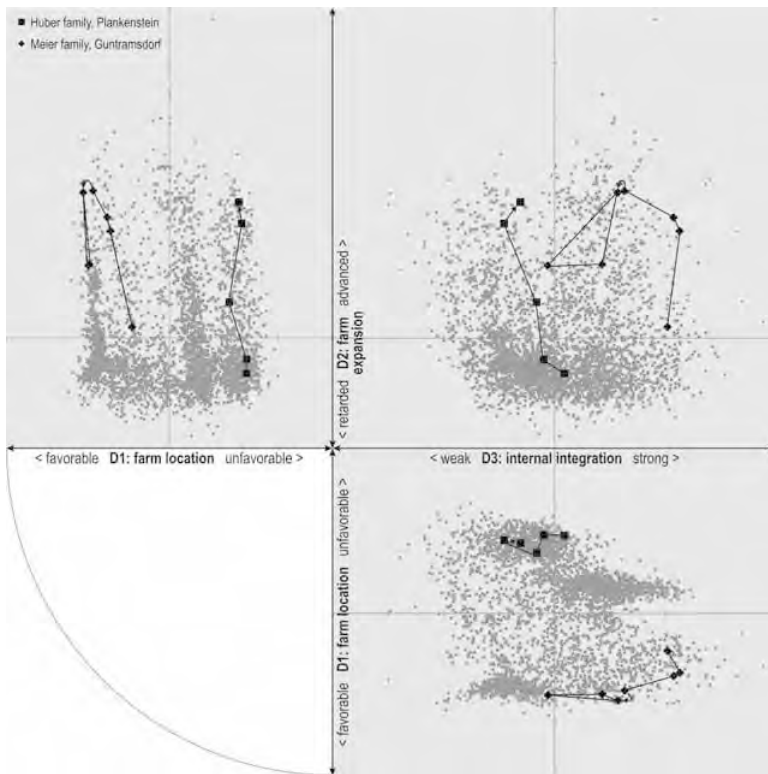 Huber family, Plankenstein
Meier family, Guntramsdorf
< retarded D2: farm advanced >
expansion
< favorable D1: farm location unfavorable >
< weak D3: internal integration strong >
< favorable D1: farm location unfavorable >